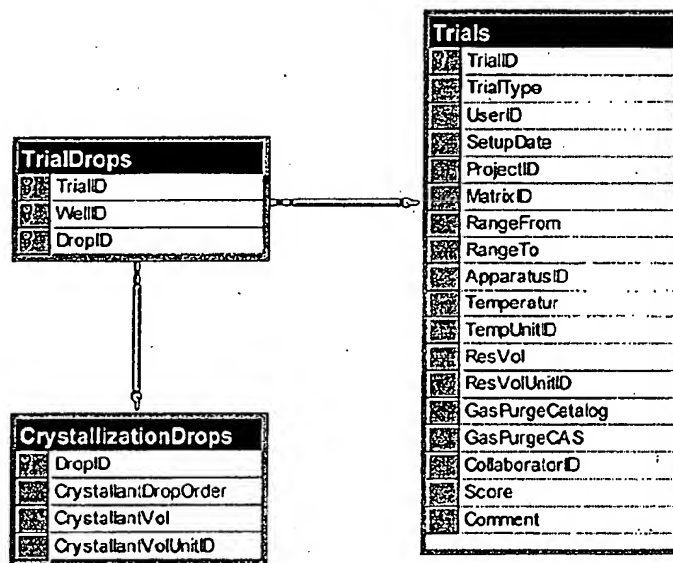 TrialDrops
TrialID
WellID
DropID
CrystallizationDrops
DropID
CrystallantDropOrder
CrystallantVol
CrystallantVolUnitID
Trials
TrialID
TrialType
UserID
SetupDate
ProjectID
MatrixID
RangeFrom
RangeTo
ApparatusID
Temperatur
TempUnitID
ResVol
ResVolUnitID
GasPurgeCatalog
GasPurgeCAS
CollaboratorID
Score
Comment